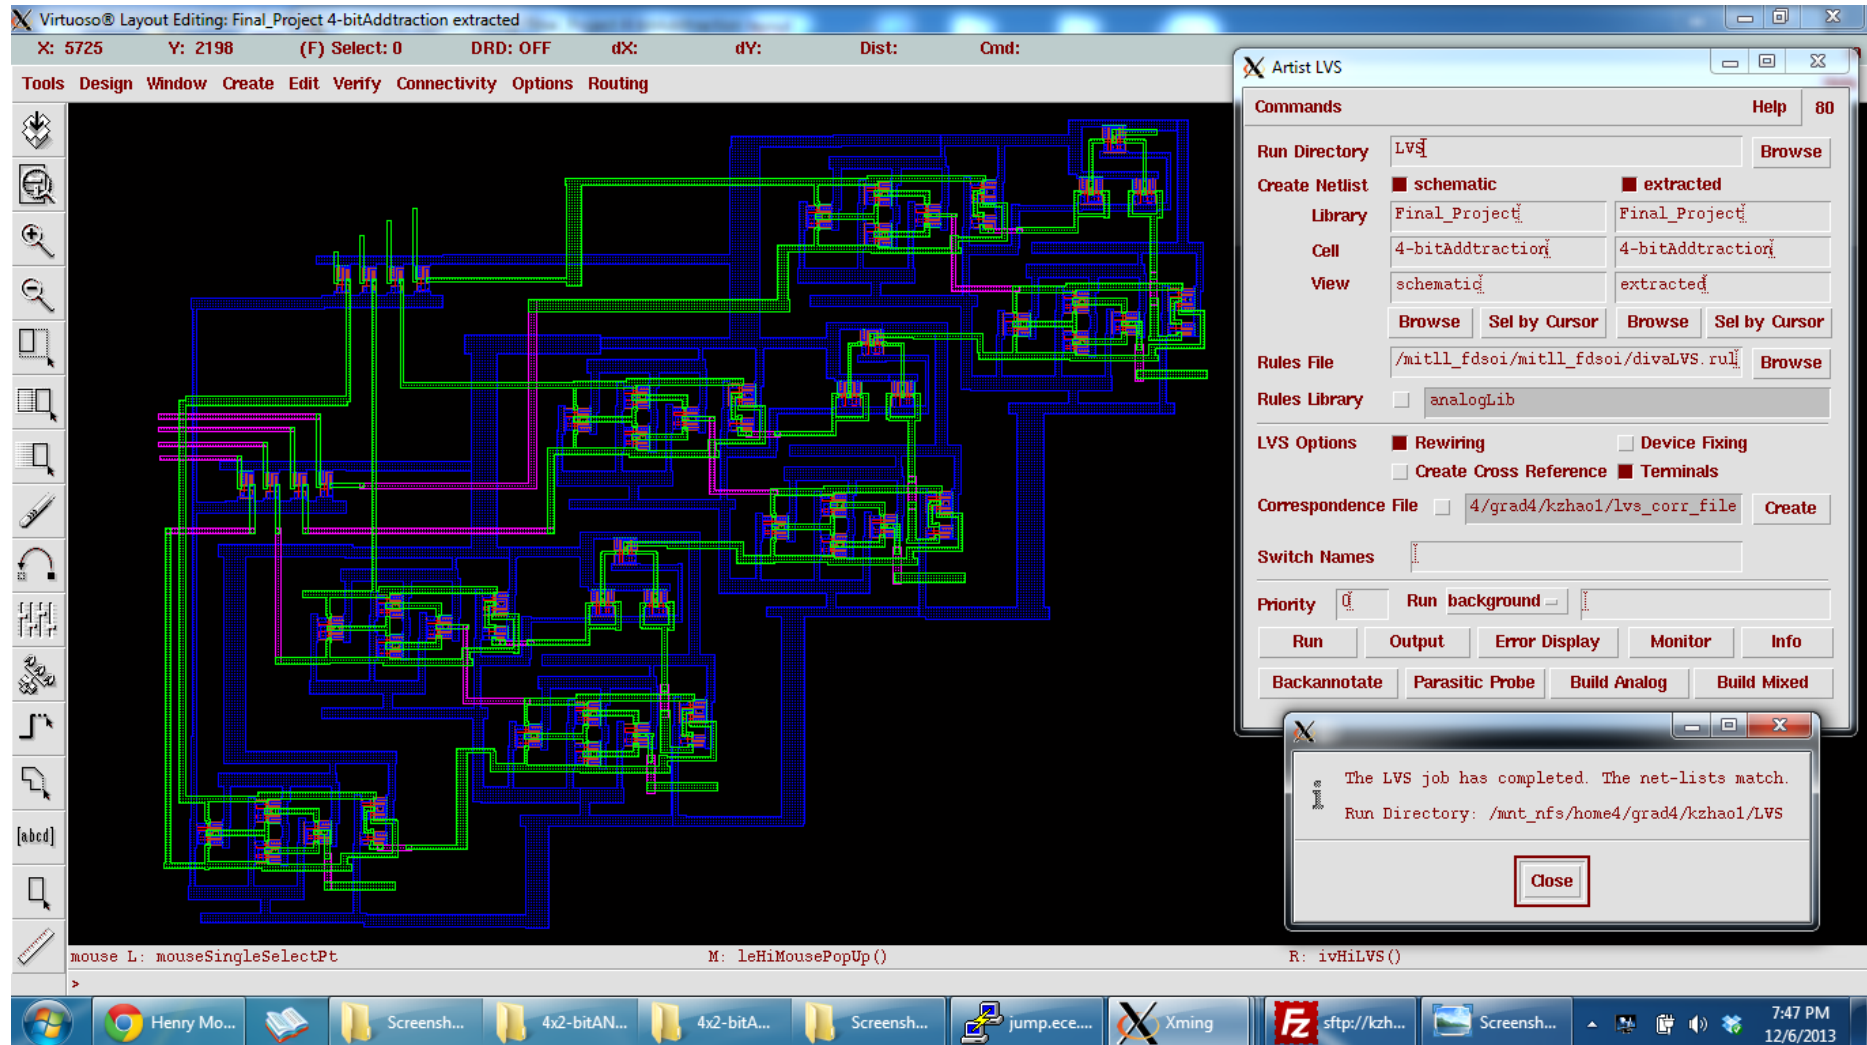 Virtuoso® Layout Editing: Final_Project 4-bitAddtraction extracted
X: 5725 Y: 2198 (F) Select: 0 DRD: OFF dX: dY: Dist: Cmd:
Tools Design Window Create Edit Verify Connectivity Options Routing
[abcd]
Artist LVS
Commands Help 80
Run Directory LVS Browse
Create Netlist schematic extracted
Library Final_Project Final_Project
Cell 4-bitAddtraction 4-bitAddtraction
View schematic extracted
Browse Sel by Cursor Browse Sel by Cursor
Rules File /mitll_fdsoi/mitll_fdsoi/divaLVS.rul Browse
Rules Library analogLib
LVS Options Rewiring Device Fixing
Create Cross Reference Terminals
Correspondence File 4/grad4/kzhao1/lvs_corr_file Create
Switch Names
Priority 0 Run background
Run Output Error Display Monitor Info
Backannotate Parasitic Probe Build Analog Build Mixed
The LVS job has completed. The net-lists match.
Run Directory: /mnt_nfs/home4/grad4/kzhao1/LVS
Close
mouse L: mouseSingleSelectPt M: leHiMousePopUp() R: ivHiLVS()
>
Henry Mo... Screensh... 4x2-bitAN... 4x2-bitA... Screensh... jump.ece.... Xming sftp://kzh... Screensh... 7:47 PM
12/6/2013